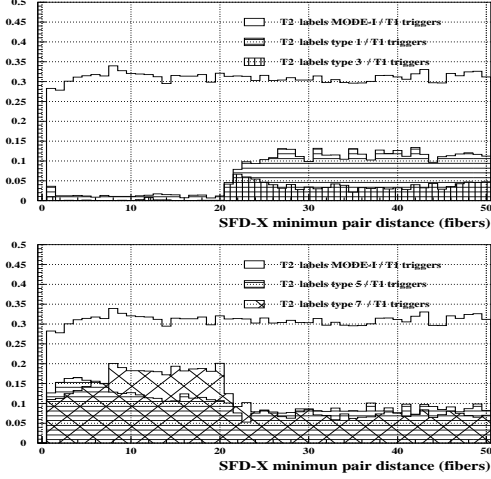 0.5
T2 labels MODE-I / T1 triggers
0.45
T2 labels type 1 / T1 triggers
0.4
T2 labels type 3 / T1 triggers
0.35
0.3
0.25
0.2
0.15
0.1
0.05
0
0 10 20 30 40 50
SFD-X minimun pair distance (fibers)
0.5
T2 labels MODE-I / T1 triggers
0.45
T2 labels type 5 / T1 triggers
0.4
T2 labels type 7 / T1 triggers
0.35
0.3
0.25
0.2
0.15
0.1
0.05
0
0 10 20 30 40 50
SFD-X minimun pair distance (fibers)